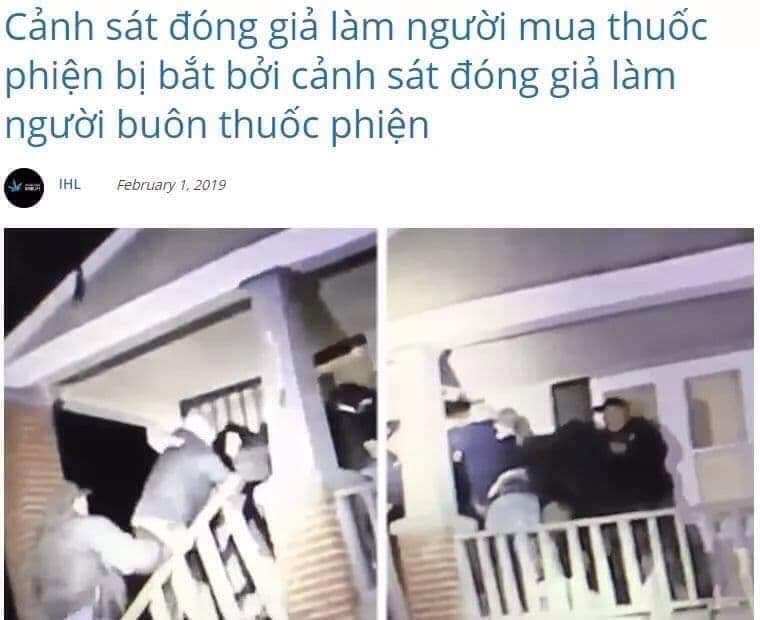 Cảnh sát đóng giả làm người mua thuốc
phiện bị bắt bởi cảnh sát đóng giả làm
người buôn thuốc phiện
IHL
February 1, 2019